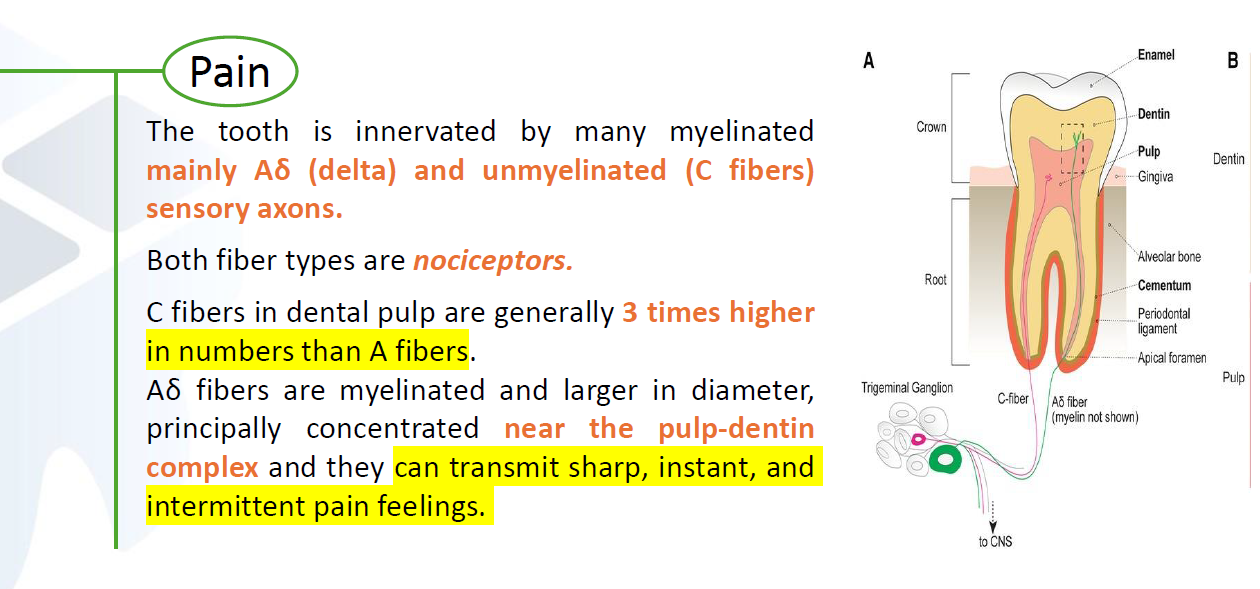 Pain
The tooth is innervated by many myelinated
mainly Aδ (delta) and unmyelinated (C fibers)
sensory axons.
Both fiber types are nociceptors.
C fibers in dental pulp are generally 3 times higher
in numbers than A fibers.
Aδ fibers are myelinated and larger in diameter,
principally concentrated near the pulp-dentin
complex and they can transmit sharp, instant, and
intermittent pain feelings.
A
Enamel
Dentin
Crown
Pulp
Gingiva
Alveolar bone
Root
Cementum
Periodontal
ligament
Apical foramen
Trigeminal Ganglion
C-fiber
Aδ fiber
(myelin not shown)
to CNS
B
Dentin
Pulp